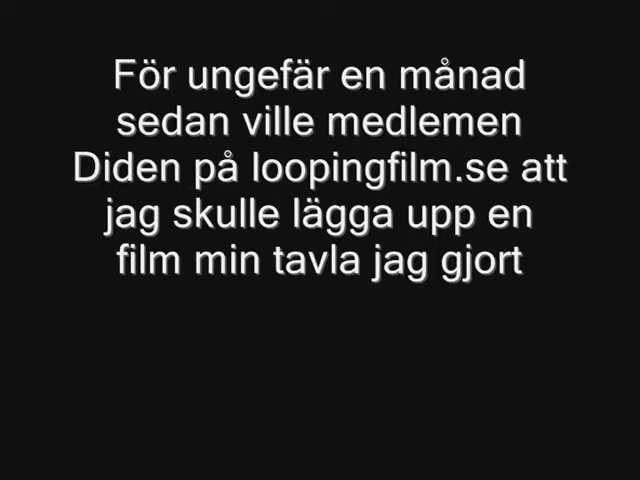 För ungefär en månad
sedan ville medlemen
Diden på loopingfilm.se att
jag skulle lägga upp en
film min tavla jag gjort